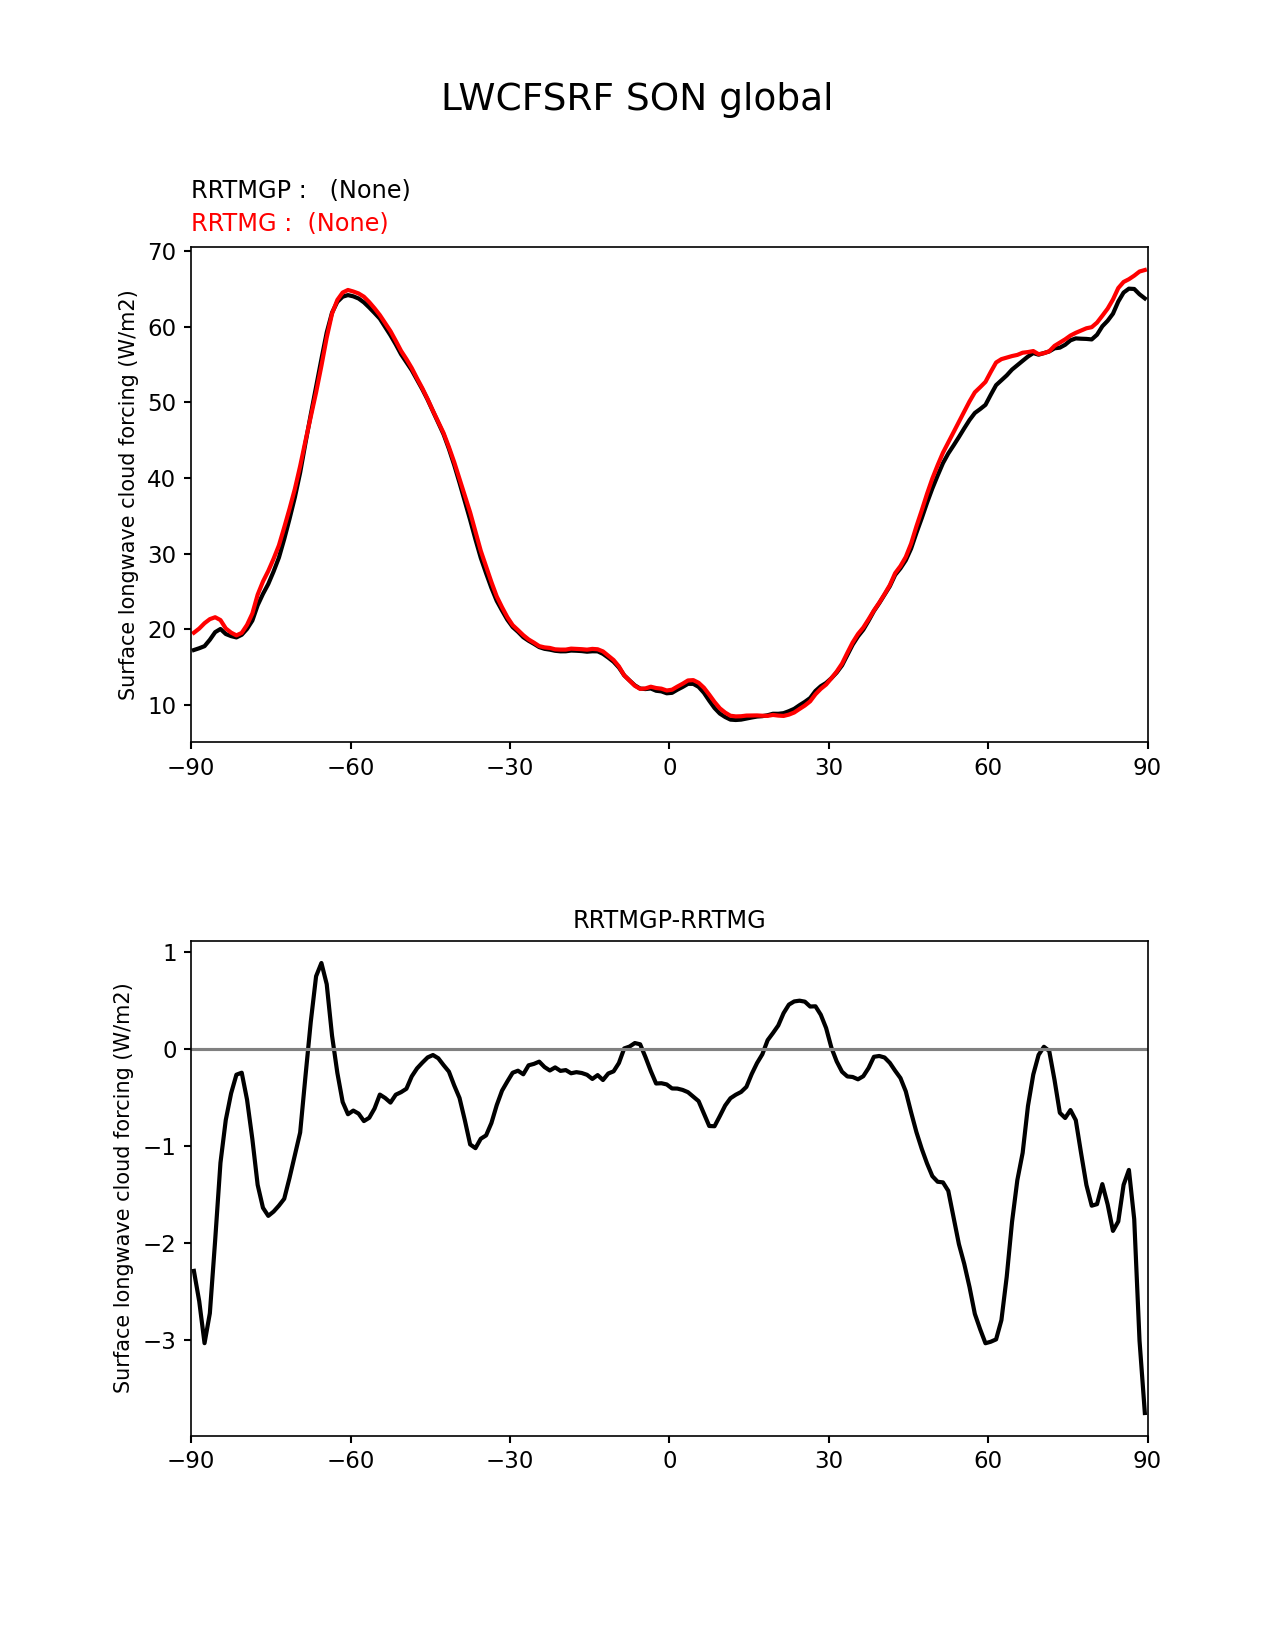 LWCFSRF SON global
RRTMGP :   (None)
RRTMG :  (None)
Surface longwave cloud forcing (W/m2)
70
60
50
40
30
20
10
−90 −60 −30 0 30 60 90
RRTMGP-RRTMG
Surface longwave cloud forcing (W/m2)
1
0
−1
−2
−3
−90 −60 −30 0 30 60 90